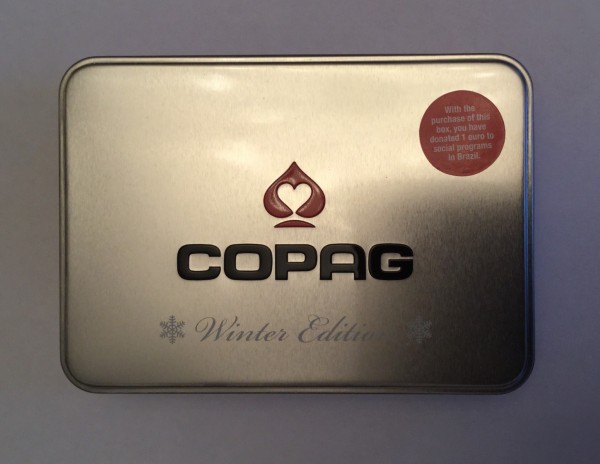 With the
purchase of this
box, you have
donated 1 euro to
social programs
in Brazil.
COPAG
Winter Edition